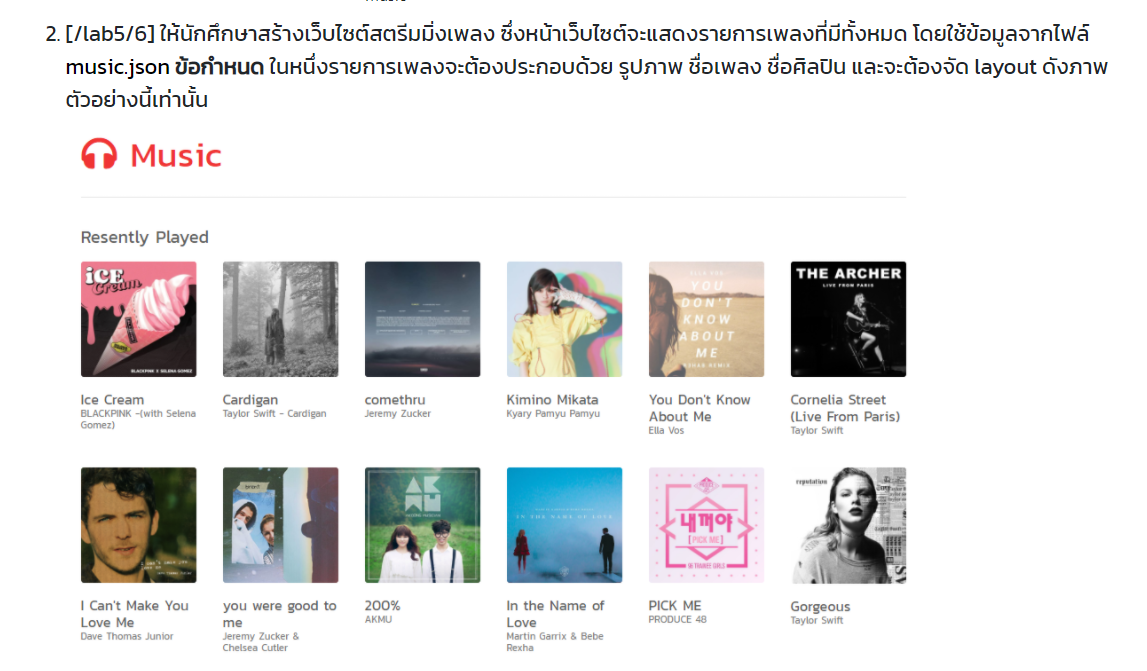 2. [/lab5/6] ให้นักศึกษาสร้างเว็บไซต์สตรีมมิ่งเพลง ซึ่งหน้าเว็บไซต์จะแสดงรายการเพลงที่มีทั้งหมด โดยใช้ข้อมูลจากไฟล์
music.json ข้อกำหนด ในหนึ่งรายการเพลงจะต้องประกอบด้วย รูปภาพ ชื่อเพลง ชื่อศิลปิน และจะต้องจัด layout ดังภาพ
ตัวอย่างนี้เท่านั้น
Music
Resently Played
iCE
Cream
BLACKPINK X SELENA GOMEZ
ELLA VOS
YOU
DON'T
KNOW
ABOUT
ME
R3HAB REMIX
THE ARCHER
LIVE FROM PARIS
Ice Cream
BLACKPINK -(with Selena
Gomez)
Cardigan
Taylor Swift - Cardigan
comethru
Jeremy Zucker
Kimino Mikata
Kyary Pamyu Pamyu
You Don't Know
About Me
Ella Vos
Cornelia Street
(Live From Paris)
Taylor Swift
brent
AK
MU
IN THE NAME OF LOVE
내꺼야
[PICK ME]
reputation
I Can't Make You
Love Me
Dave Thomas Junior
you were good to
me
Jeremy Zucker &
Chelsea Cutler
200%
AKMU
In the Name of
Love
Martin Garrix & Bebe
Rexha
PICK ME
PRODUCE 48
Gorgeous
Taylor Swift